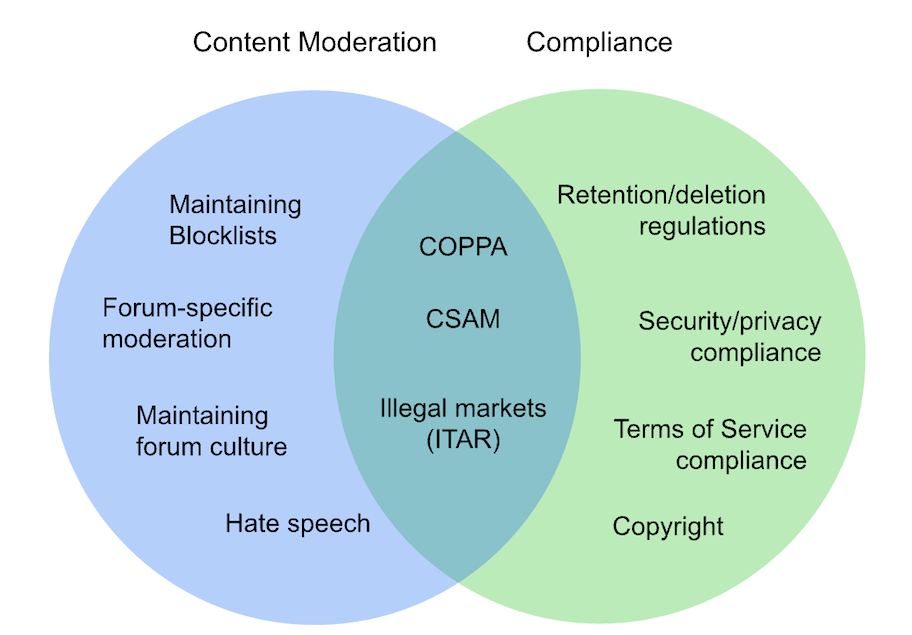 Content Moderation
Compliance
Maintaining
Blocklists
Forum-specific
moderation
Maintaining
forum culture
Hate speech
COPPA
CSAM
Illegal markets
(ITAR)
Retention/deletion
regulations
Security/privacy
compliance
Terms of Service
compliance
Copyright